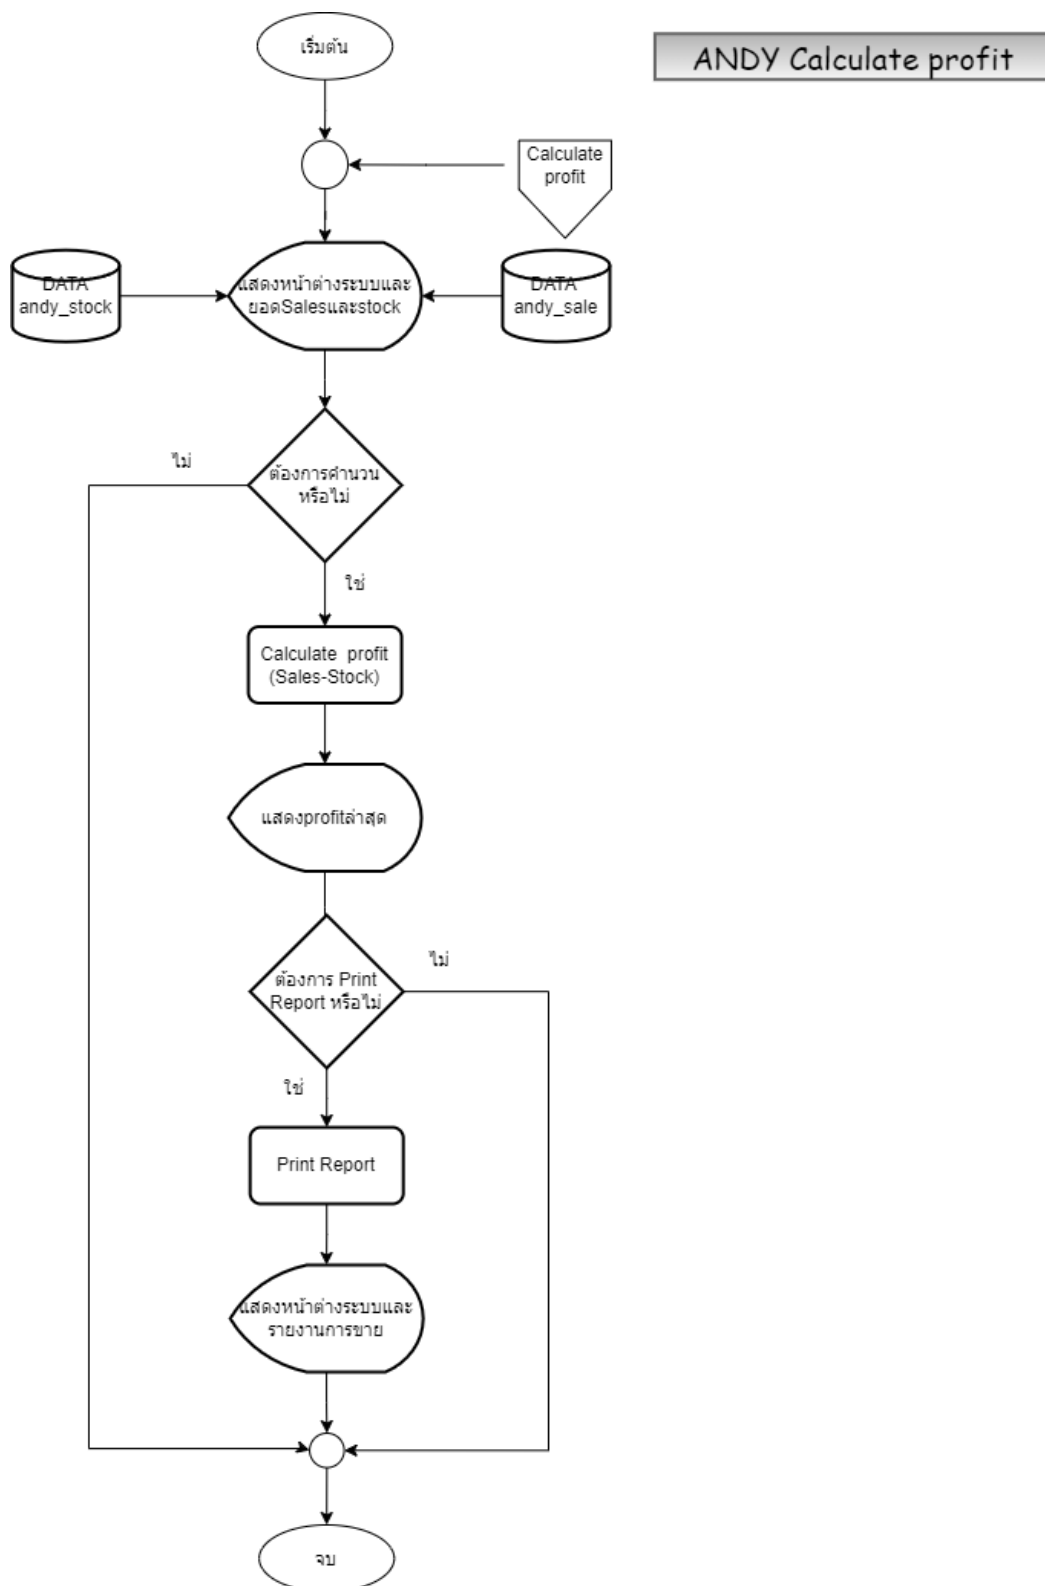 เริ่มต้น
ANDY Calculate profit
Calculate
profit
DATA
andy_stock
แสดงหน้าต่างระบบและ
ยอดSalesและstock
DATA
andy_sale
ไม่
ต้องการคำนวน
หรือไม่
ใช่
Calculate profit
(Sales-Stock)
แสดงprofitล่าสุด
ไม่
ต้องการ Print
Report หรือไม่
ใช่
Print Report
แสดงหน้าต่างระบบและ
รายงานการขาย
จบ